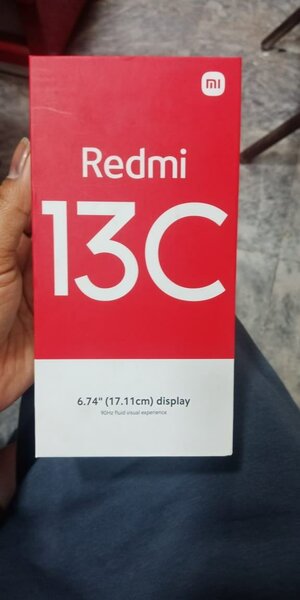 mi
Redmi
13C
6.74" (17.11cm) display
90Hz fluid visual experience